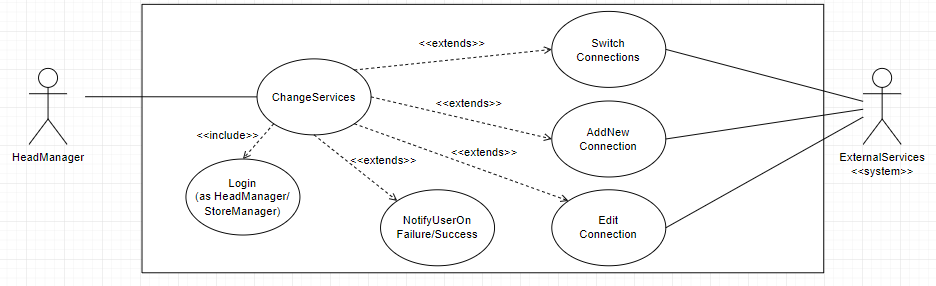 <<extends>>
Switch
Connections
ChangeServices
<<extends>>
<<include>>
AddNew
Connection
HeadManager
<<extends>>
<<extends>>
ExternalServices
<<system>>
Login
(as HeadManager/
StoreManager)
NotifyUserOn
Failure/Success
Edit
Connection